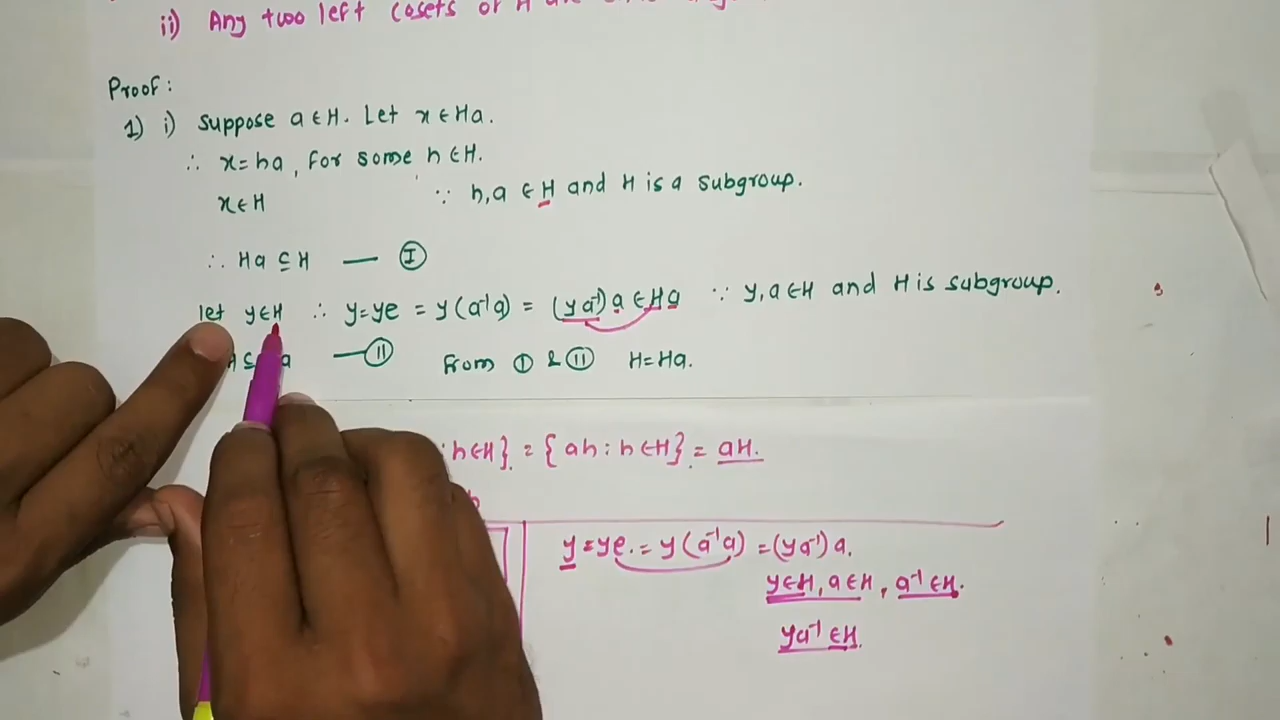 ii) Any two left cosets of H
Proof:
1) i) Suppose a∈H. Let x∈Ha.
∴ x=ha, for some h∈H.
x∈H ∵ h,a ∈ H and H is a subgroup.
∴ Ha ⊆ H — I
let y∈H ∴ y=ye = y(a⁻¹a) = (ya⁻¹)a ∈ Ha ∵ y,a∈H and H is subgroup.
— II From I & II H=Ha.
:h∈H}. = {ah : h∈H}. = aH.
y=ye. = y(a⁻¹a) = (ya⁻¹)a.
y∈H, a∈H, a⁻¹∈H.
ya⁻¹∈H.